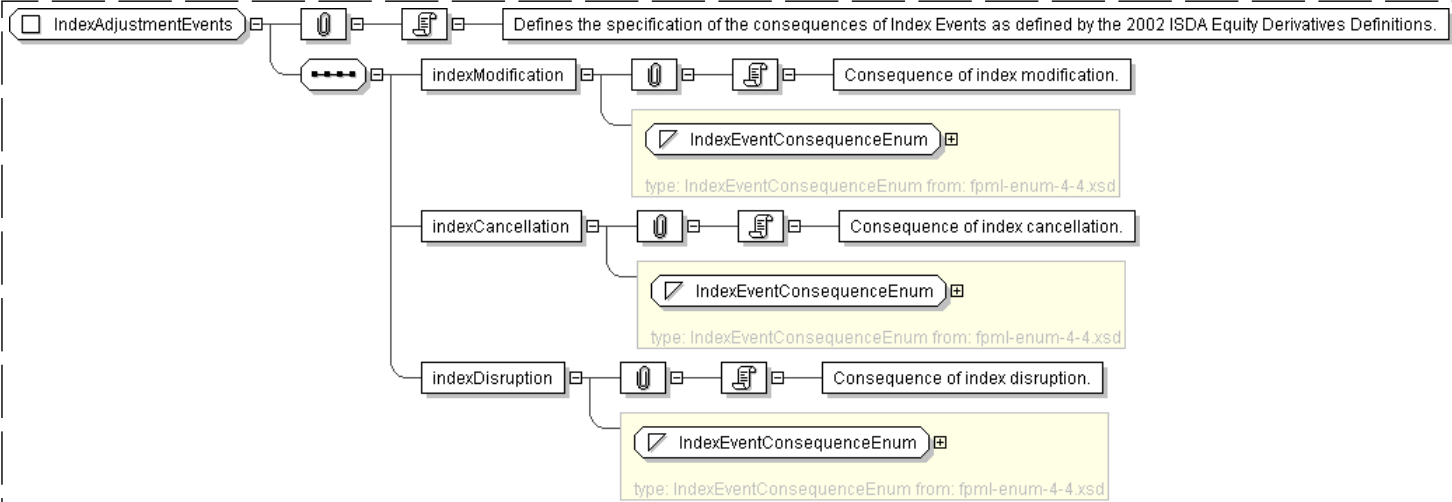 IndexAdjustmentEvents
Defines the specification of the consequences of Index Events as defined by the 2002 ISDA Equity Derivatives Definitions.
indexModification
Consequence of index modification.
IndexEventConsequenceEnum
type: IndexEventConsequenceEnum from: fpml-enum-4-4.xsd
indexCancellation
Consequence of index cancellation.
IndexEventConsequenceEnum
type: IndexEventConsequenceEnum from: fpml-enum-4-4.xsd
indexDisruption
Consequence of index disruption.
IndexEventConsequenceEnum
type: IndexEventConsequenceEnum from: fpml-enum-4-4.xsd